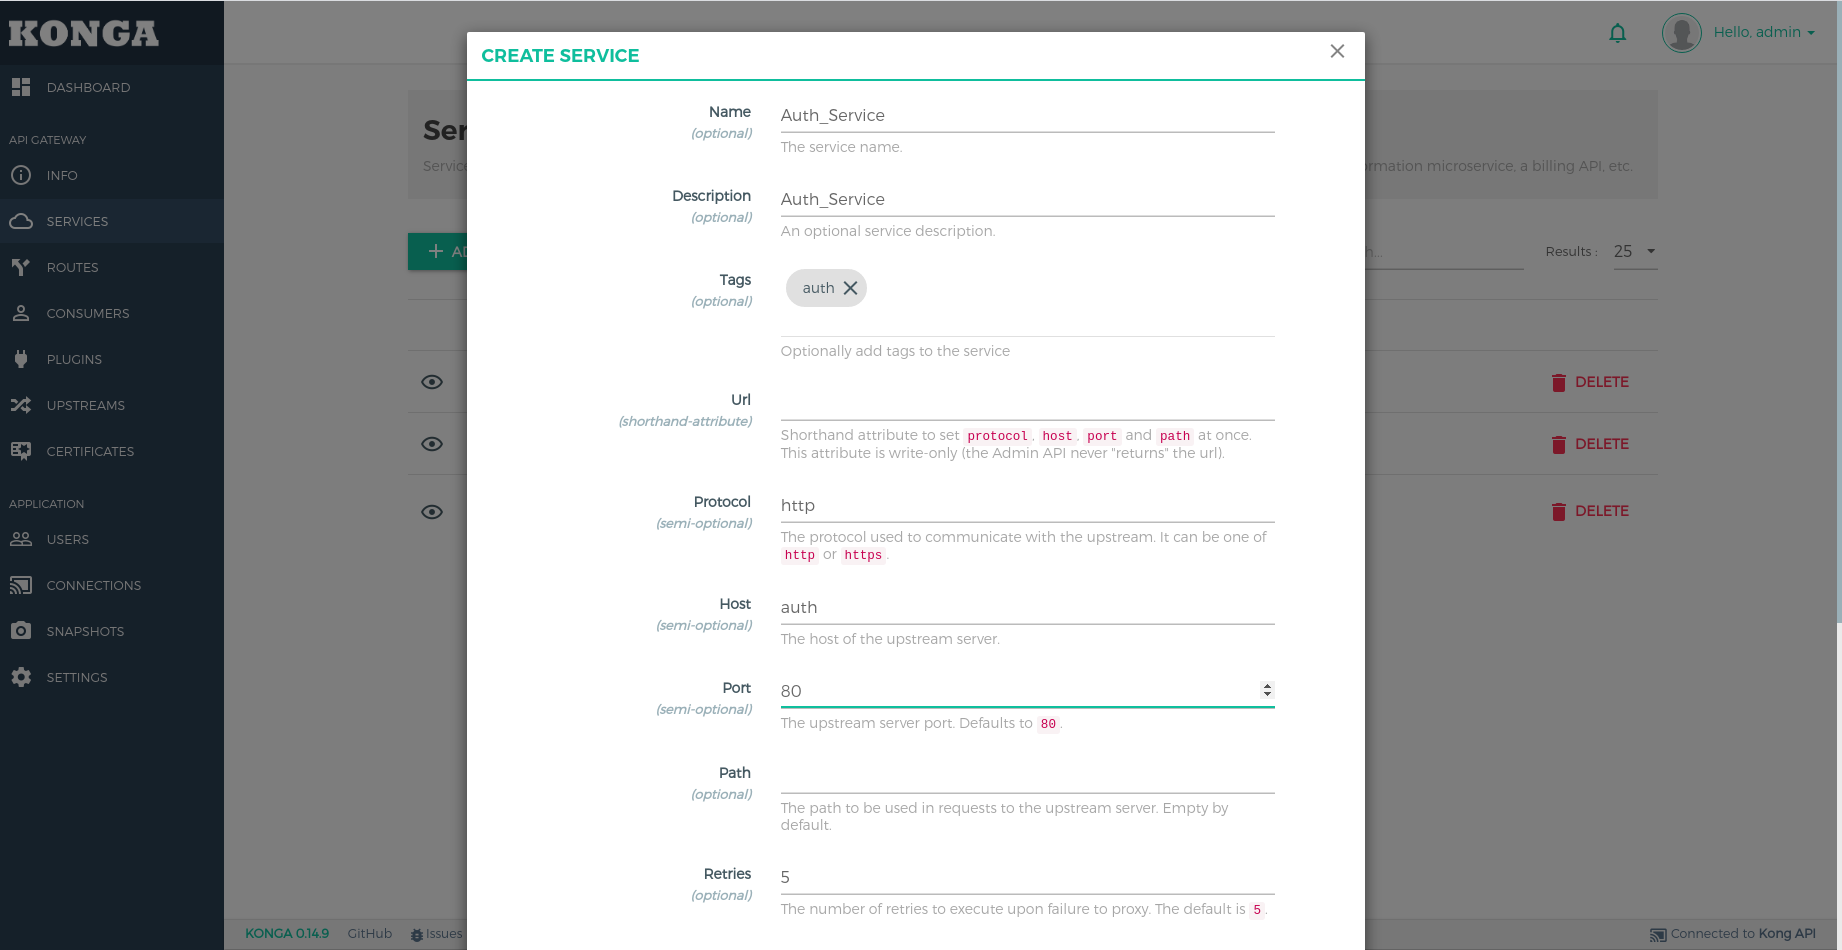 KONGA
Hello, admin
DASHBOARD
API GATEWAY
INFO
SERVICES
ROUTES
CONSUMERS
PLUGINS
UPSTREAMS
CERTIFICATES
APPLICATION
USERS
CONNECTIONS
SNAPSHOTS
SETTINGS
CREATE SERVICE
Name
(optional)
Auth_Service
The service name.
Description
(optional)
Auth_Service
An optional service description.
Tags
(optional)
auth
Optionally add tags to the service
Url
(shorthand-attribute)
Shorthand attribute to set protocol, host, port and path at once.
This attribute is write-only (the Admin API never "returns" the url).
Protocol
(semi-optional)
http
The protocol used to communicate with the upstream. It can be one of
http or https.
Host
(semi-optional)
auth
The host of the upstream server.
Port
(semi-optional)
80
The upstream server port. Defaults to 80.
Path
(optional)
The path to be used in requests to the upstream server. Empty by
default.
Retries
(optional)
5
The number of retries to execute upon failure to proxy. The default is 5.
Ser
Service
microservice, a billing API, etc.
Results : 25
DELETE
DELETE
DELETE
KONGA 0.14.9 GitHub Issues
Connected to Kong API